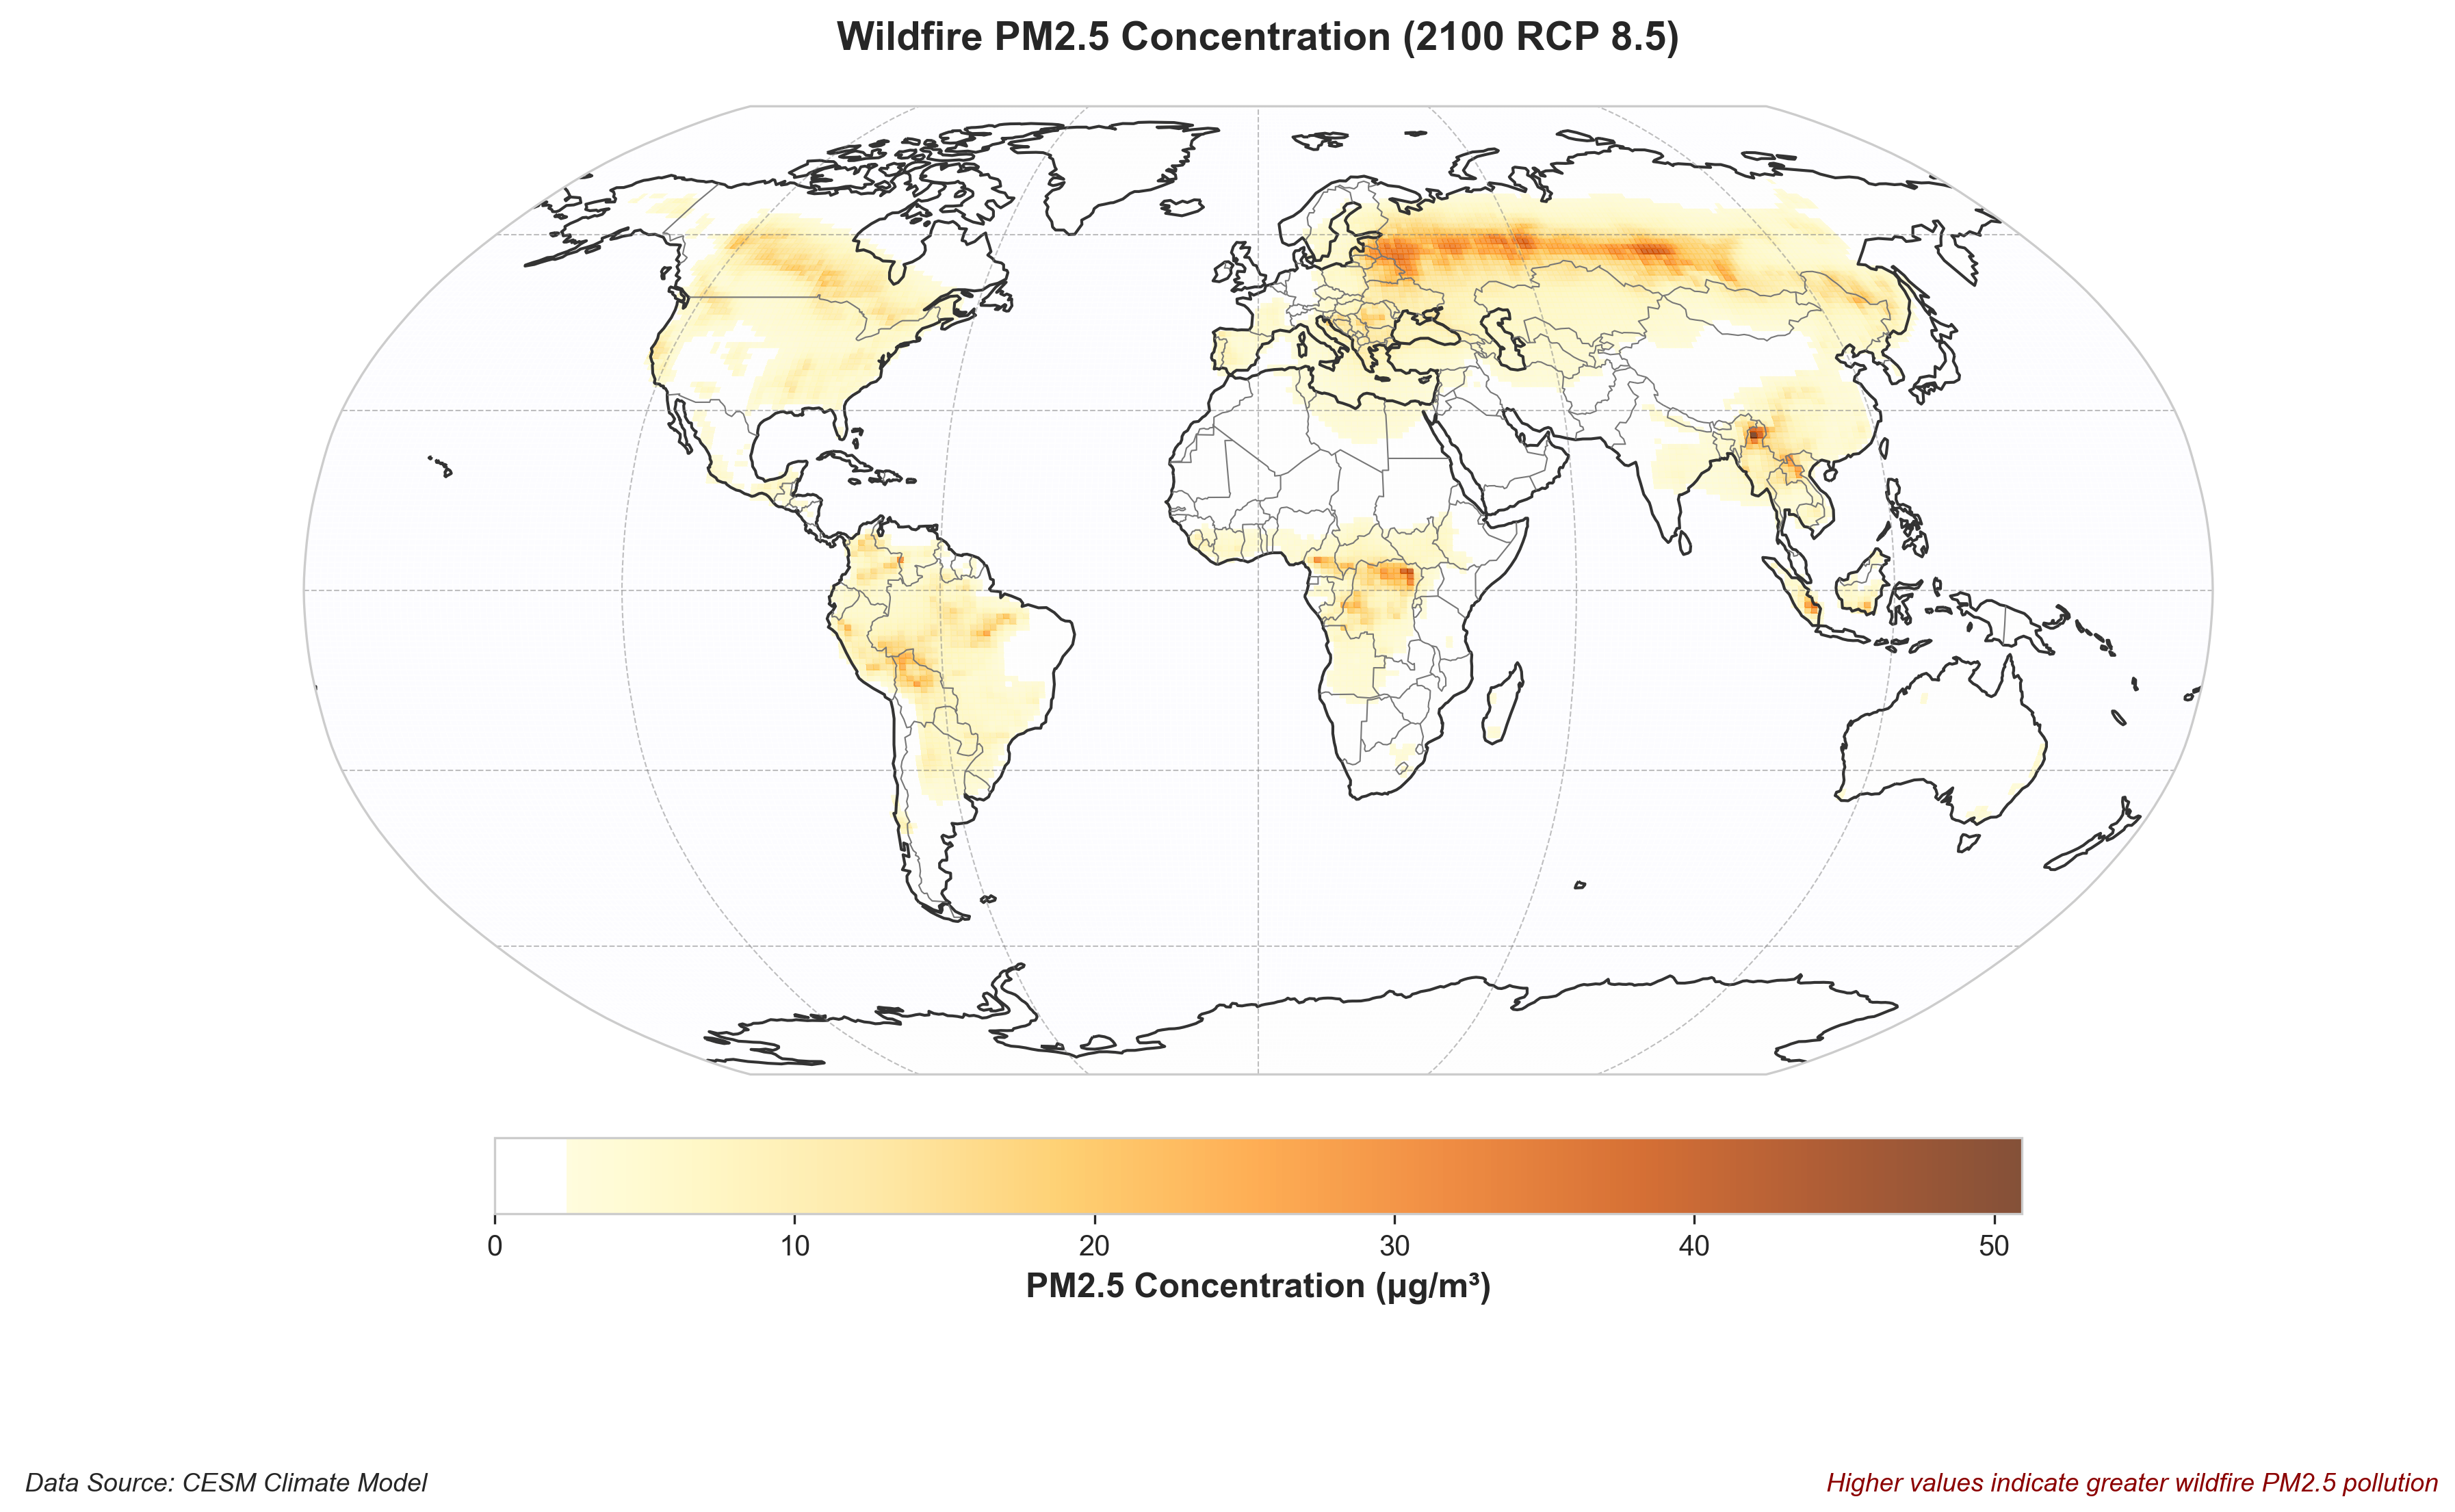 Wildfire PM2.5 Concentration (2100 RCP 8.5)
0 10 20 30 40 50
PM2.5 Concentration (µg/m³)
Data Source: CESM Climate Model
Higher values indicate greater wildfire PM2.5 pollution